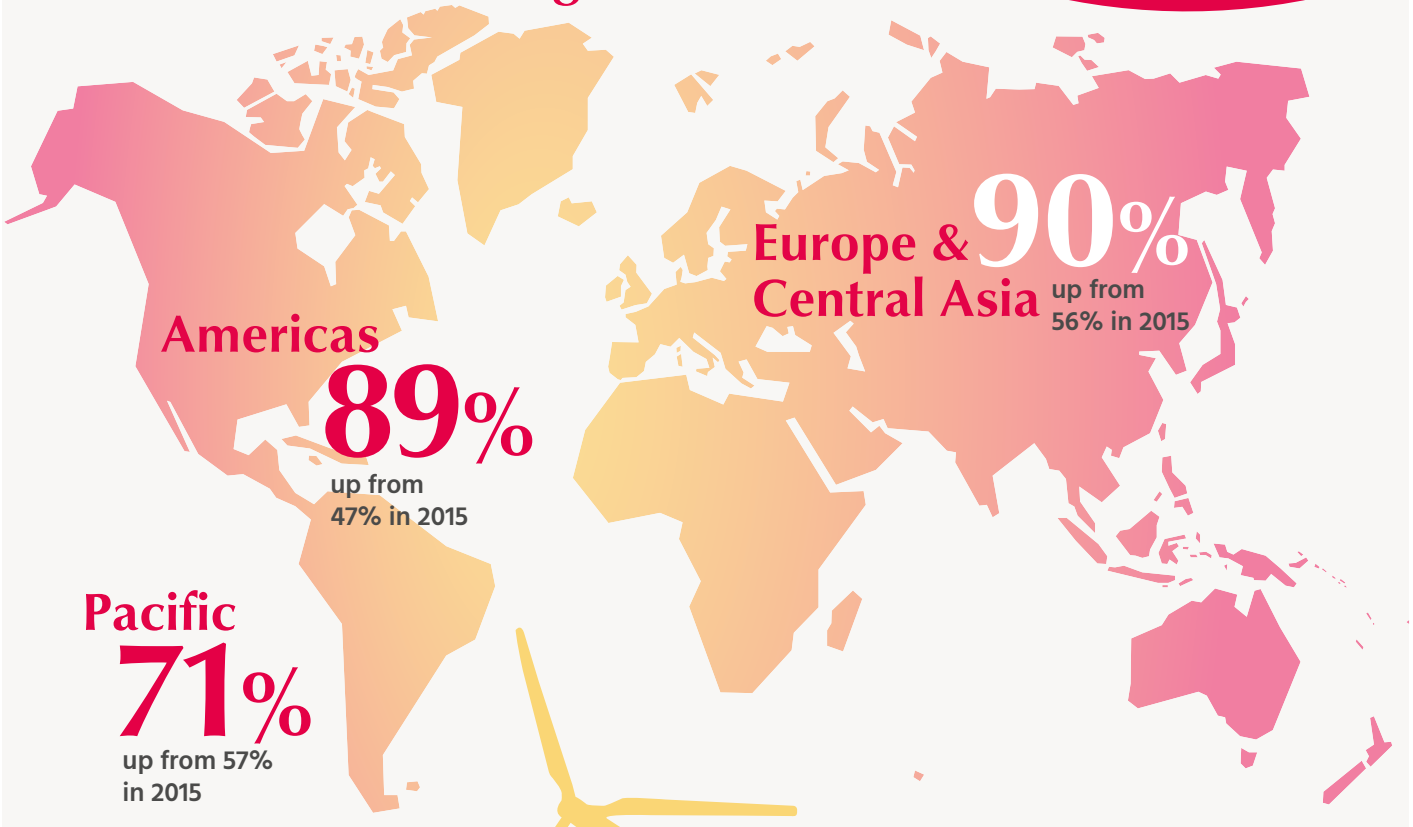 Europe & 90%
Central Asia up from
56% in 2015
Americas
89%
up from
47% in 2015
Pacific
71%
up from 57%
in 2015